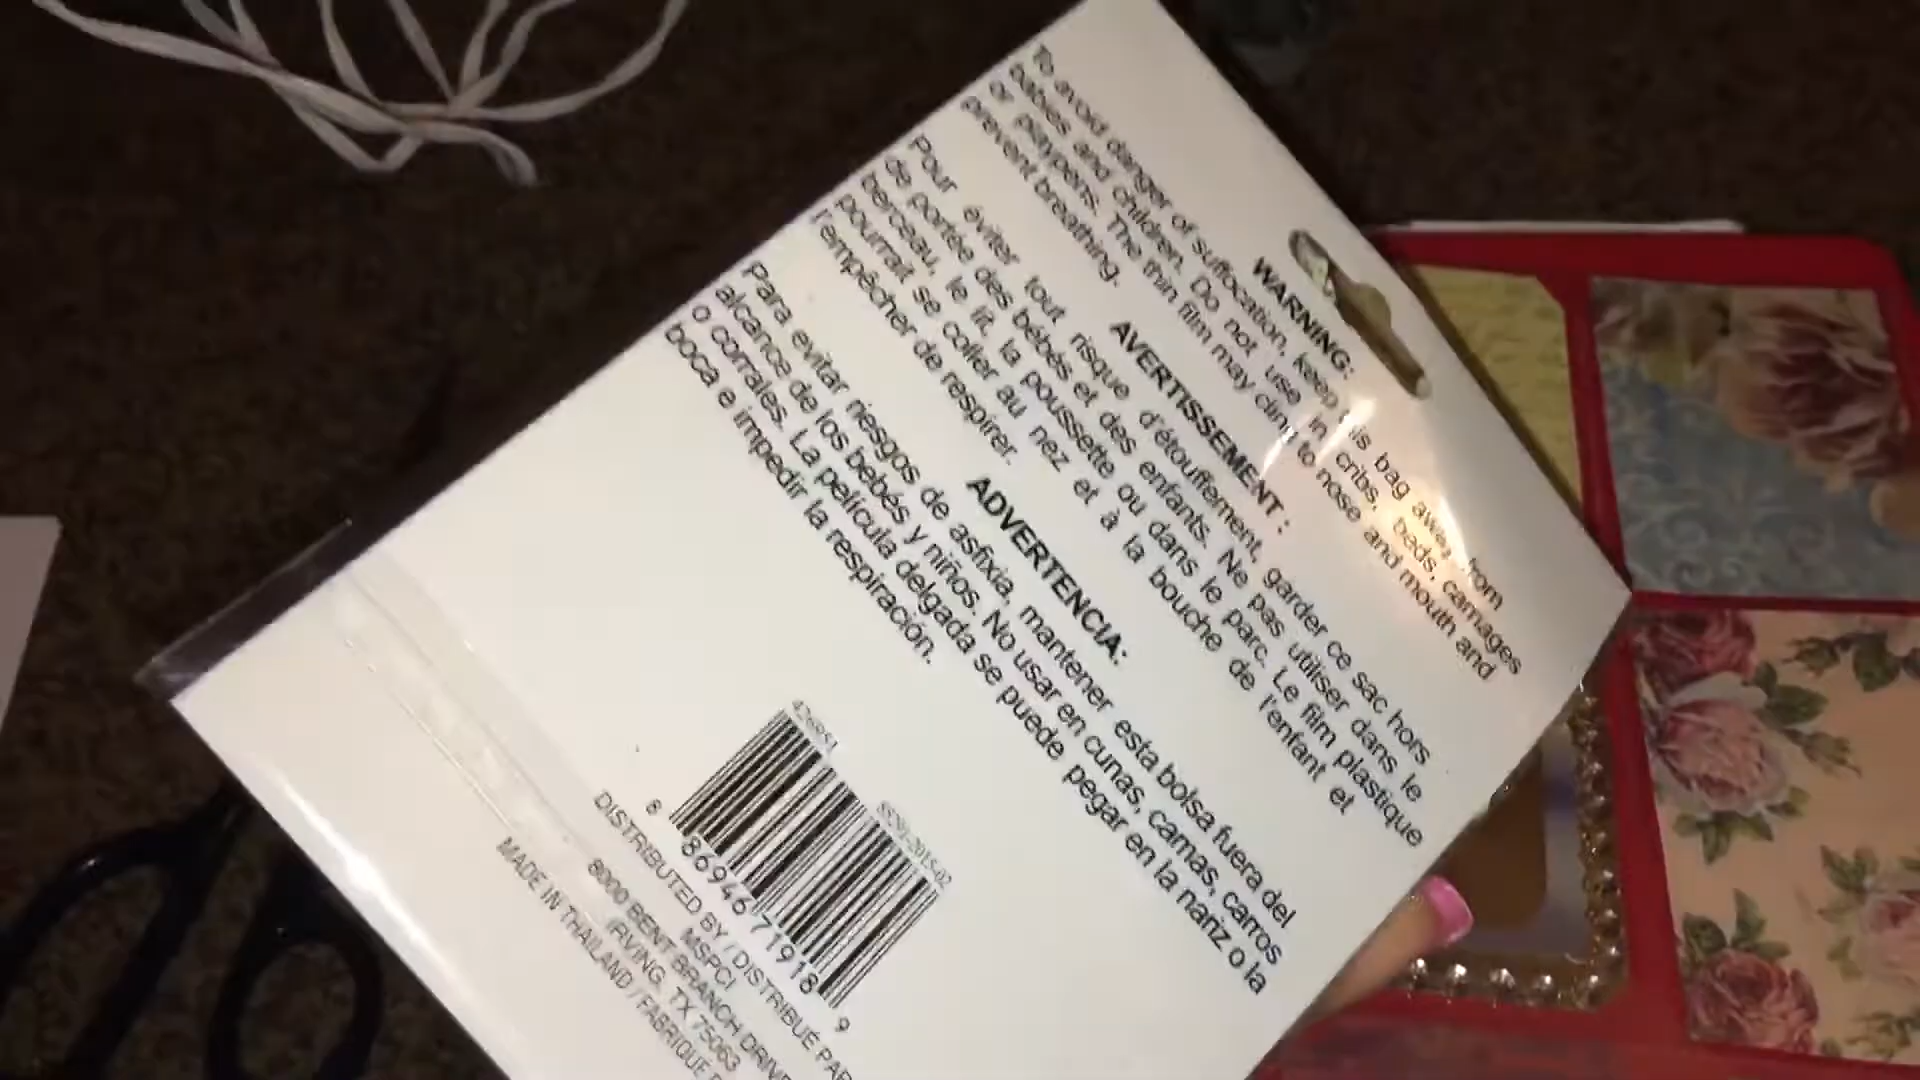 WARNING:
To avoid danger of suffocation, keep this bag away from
babies and children. Do not use in cribs, beds, carriages
or playpens. The thin film may cling to nose and mouth and
prevent breathing.
AVERTISSEMENT :
Pour éviter tout risque d'étouffement, garder ce sac hors
de portée des bébés et des enfants. Ne pas utiliser dans le
berceau, le lit, la poussette ou dans le parc. Le film plastique
pourrait se coller au nez et à la bouche de l'enfant et
l'empêcher de respirer.
ADVERTENCIA:
Para evitar riesgos de asfixia, mantener esta bolsa fuera del
alcance de los bebés y niños. No usar en cunas, camas, carros
o corrales. La película delgada se puede pegar en la nariz o la
boca e impedir la respiración.
8 86946 71918 9
DISTRIBUTED BY / DISTRIBUÉ PAR
MSPCI
8000 BENT BRANCH DRIVE
IRVING, TX 75063
MADE IN THAILAND / FABRIQUÉ